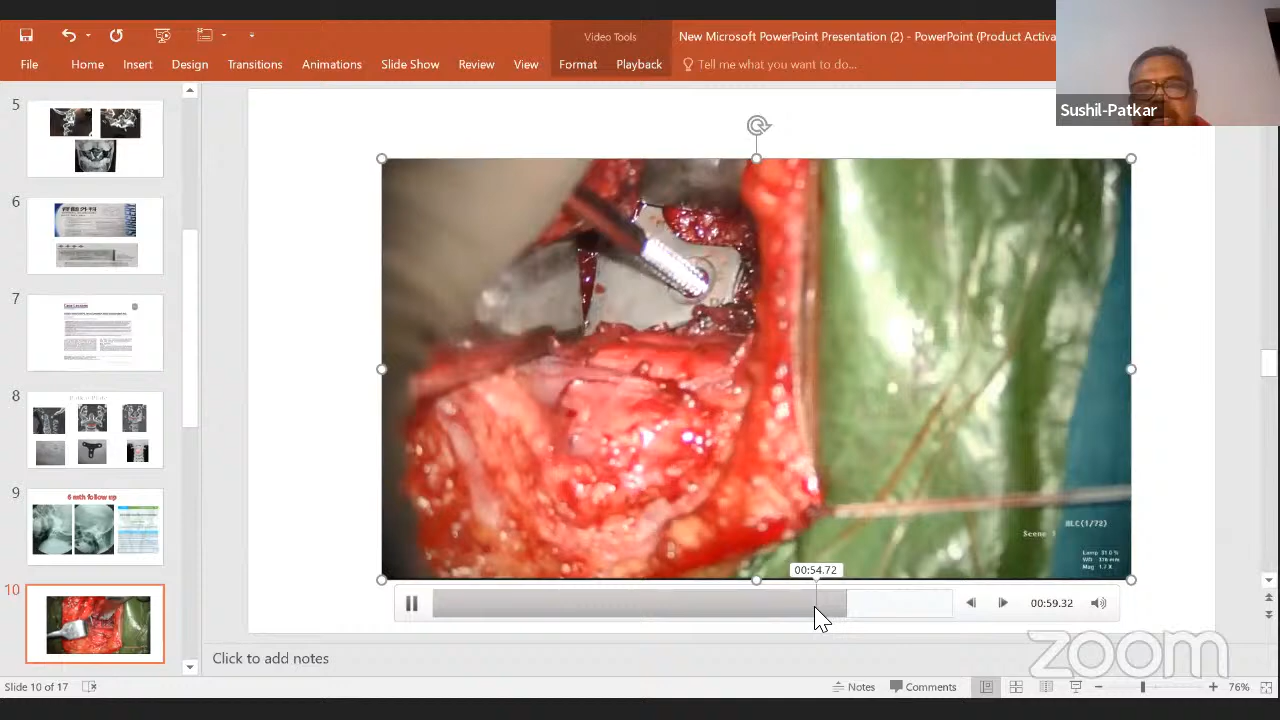 Video Tools
New Microsoft PowerPoint Presentation (2) - PowerPoint (Product Activa
File Home Insert Design Transitions Animations Slide Show Review View Format Playback Tell me what you want to do...
Sushil-Patkar
5
6
7
8
9
6 mth follow up
10
BLC(1/72)
Scene
00:54.72
00:59.32
Click to add notes
zoom
Slide 10 of 17
Notes Comments 76%